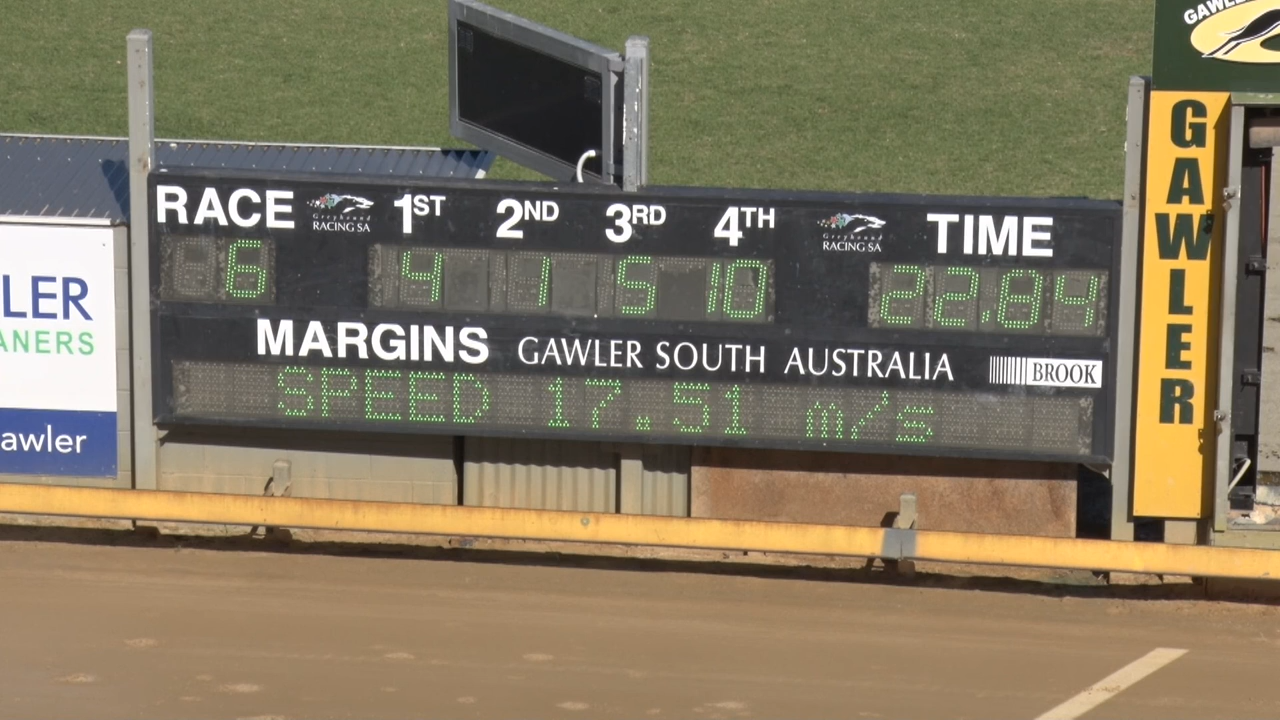 GAWLER
RACE
Greyhound
RACING SA
1ST 2ND 3RD 4TH
Greyhound
RACING SA
TIME
6 4 1 5 10 22.84
MARGINS GAWLER SOUTH AUSTRALIA BROOK
SPEED 17.51 m/s
LER
ANERS
awler
GAWLER